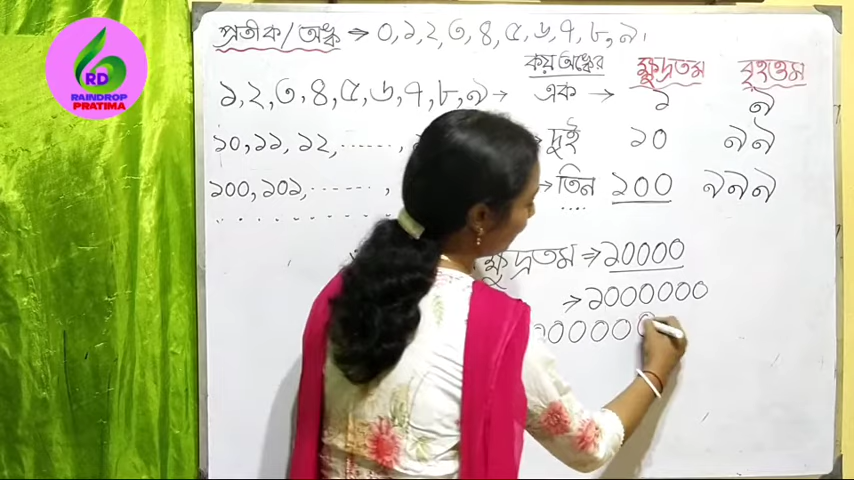 প্রতীক/অঙ্ক → ০,১,২,৩,৪,৫,৬,৭,৮,৯।
কয় অঙ্কের ক্ষুদ্রতম বৃহত্তম
১,২,৩,৪,৫,৬,৭,৮,৯ → এক → ১ ৯
১০,১১,১২,...... দুই ১০ ৯৯
১০০,১০১,........, তিন ১০০ ৯৯৯
ক্ষুদ্রতম ⇒ ১০০০০
⇒ ১০০০০০০
RD
RAINDROP
PRATIMA